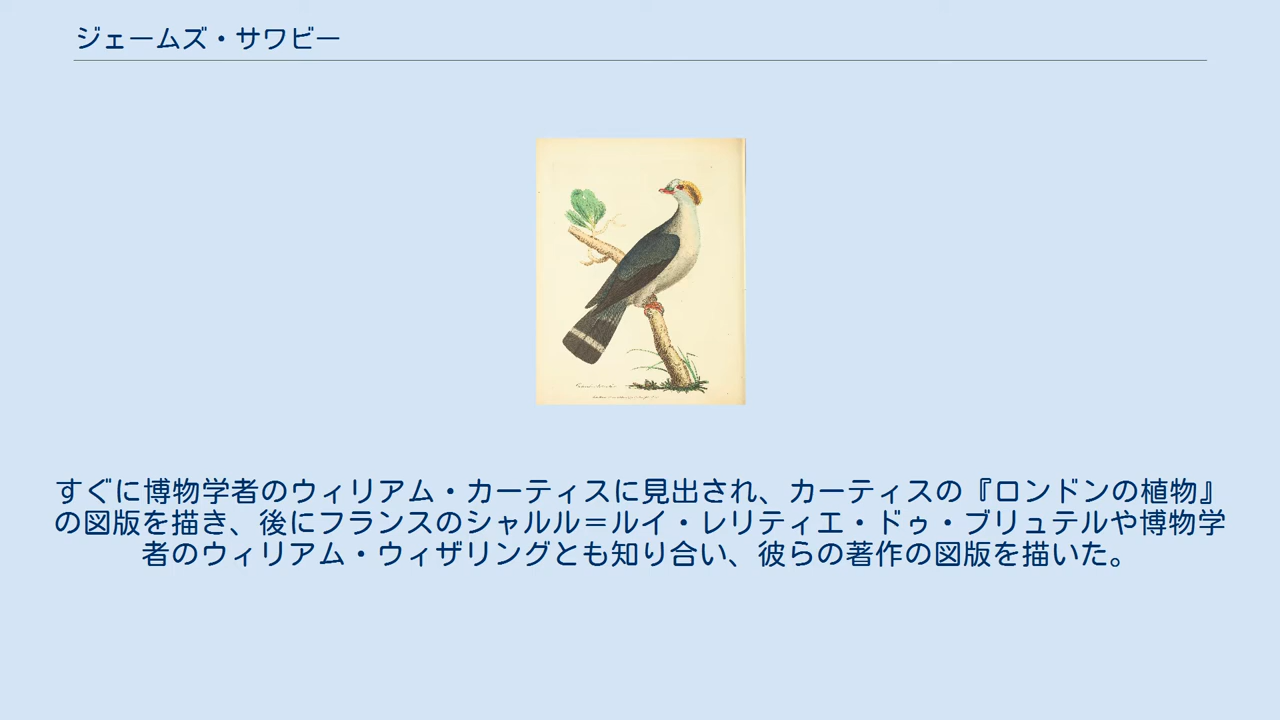 ジェームズ・サワビー
すぐに博物学者のウィリアム・カーティスに見出され、カーティスの『ロンドンの植物』
の図版を描き、後にフランスのシャルル＝ルイ・レリティエ・ドゥ・ブリュテルや博物学
者のウィリアム・ウィザリングとも知り合い、彼らの著作の図版を描いた。